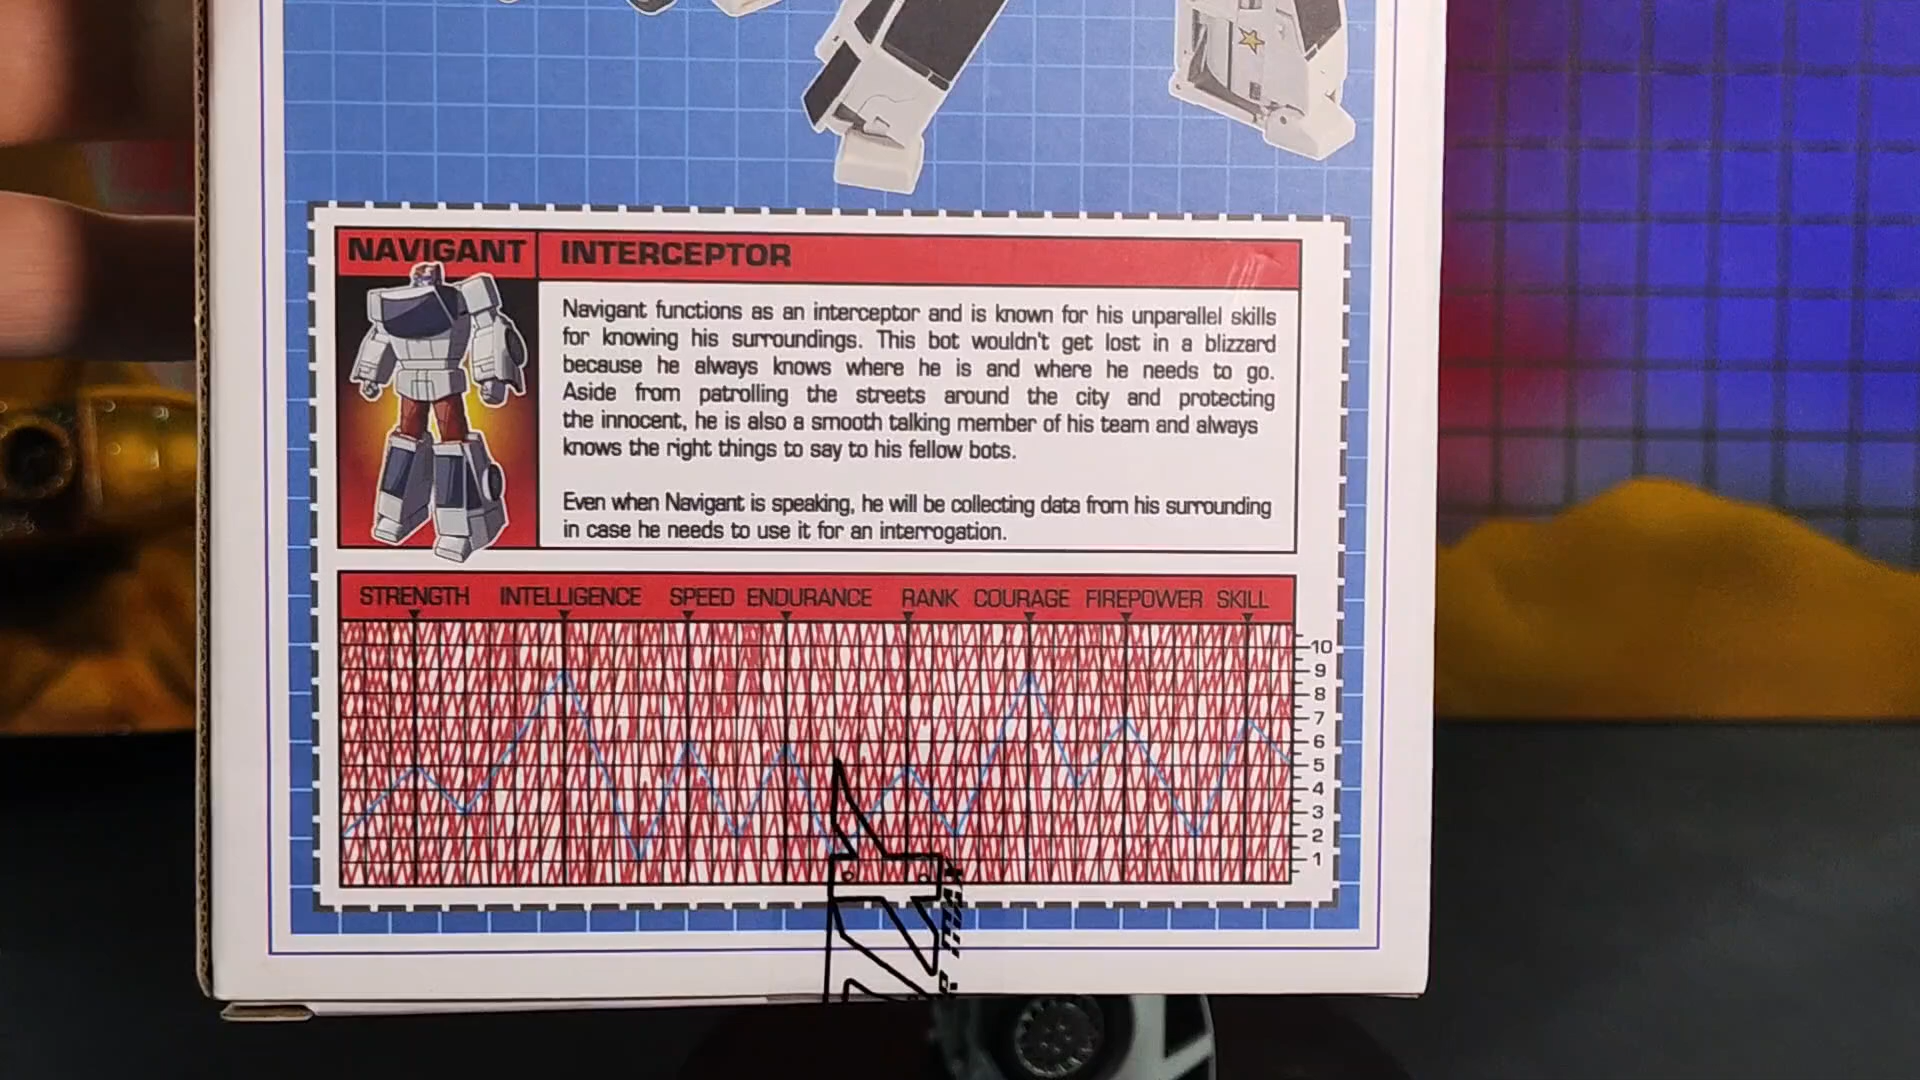 NAVIGANT
INTERCEPTOR
Navigant functions as an interceptor and is known for his unparallel skills
for knowing his surroundings. This bot wouldn't get lost in a blizzard
because he always knows where he is and where he needs to go.
Aside from patrolling the streets around the city and protecting
the innocent, he is also a smooth talking member of his team and always
knows the right things to say to his fellow bots.
Even when Navigant is speaking, he will be collecting data from his surrounding
in case he needs to use it for an interrogation.
STRENGTH INTELLIGENCE SPEED ENDURANCE RANK COURAGE FIREPOWER SKILL
10
9
8
7
6
5
4
3
2
1